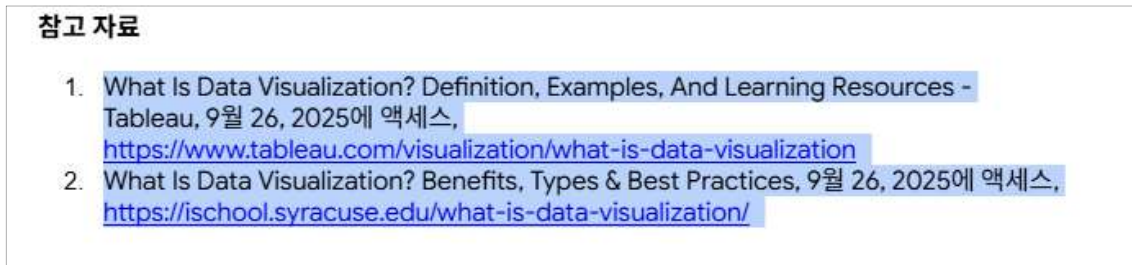 참고 자료
1. What Is Data Visualization? Definition, Examples, And Learning Resources -
Tableau, 9월 26, 2025에 액세스,
https://www.tableau.com/visualization/what-is-data-visualization
2. What Is Data Visualization? Benefits, Types & Best Practices, 9월 26, 2025에 액세스,
https://ischool.syracuse.edu/what-is-data-visualization/